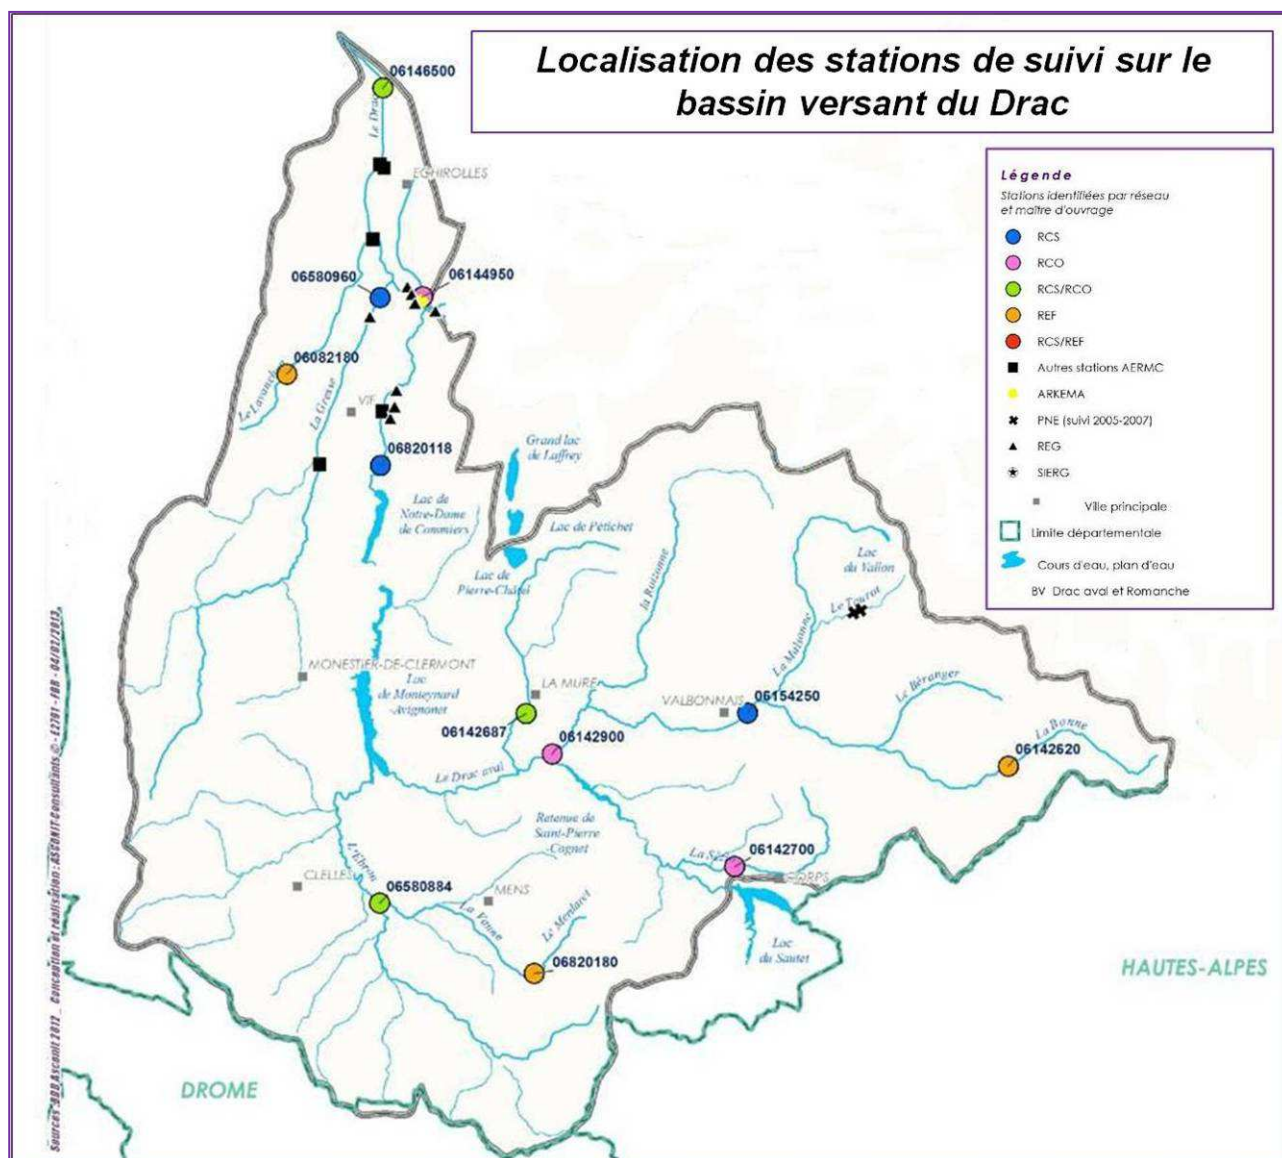 Localisation des stations de suivi sur le
bassin versant du Drac
06146500
Le Drac
ECHIROLLES
Légende
Stations identifiées par réseau
et maître d'ouvrage
RCS
RCO
RCS/RCO
REF
RCS/REF
Autres stations AERMC
ARKEMA
PNE (suivi 2005-2007)
REG
SIERG
Ville principale
Limite départementale
Cours d'eau, plan d'eau
BV Drac aval et Romanche
06580960
06144950
06082180
La Gresse
VIF
06820118
Grand lac
de Laffrey
Lac de
Notre-Dame
de Commiers
Lac de Pétichet
Lac de
Pierre-Châtel
la Roizonne
Lac
du Vallon
Le Tourot
La Malsanne
MONESTIER-DE-CLERMONT
Lac
de Monteynard
-Avignonet
LA MURE
06142687
06142900
VALBONNAIS
06154250
Le Béranger
La Bonne
06142620
Le Drac aval
Retenue de
Saint-Pierre
-Cognet
06142700
CORPS
L'Ebron
CLELLES
06580884
MENS
La Vanne
Le Mordaret
06820180
Lac
du Sautet
HAUTES-ALPES
DROME